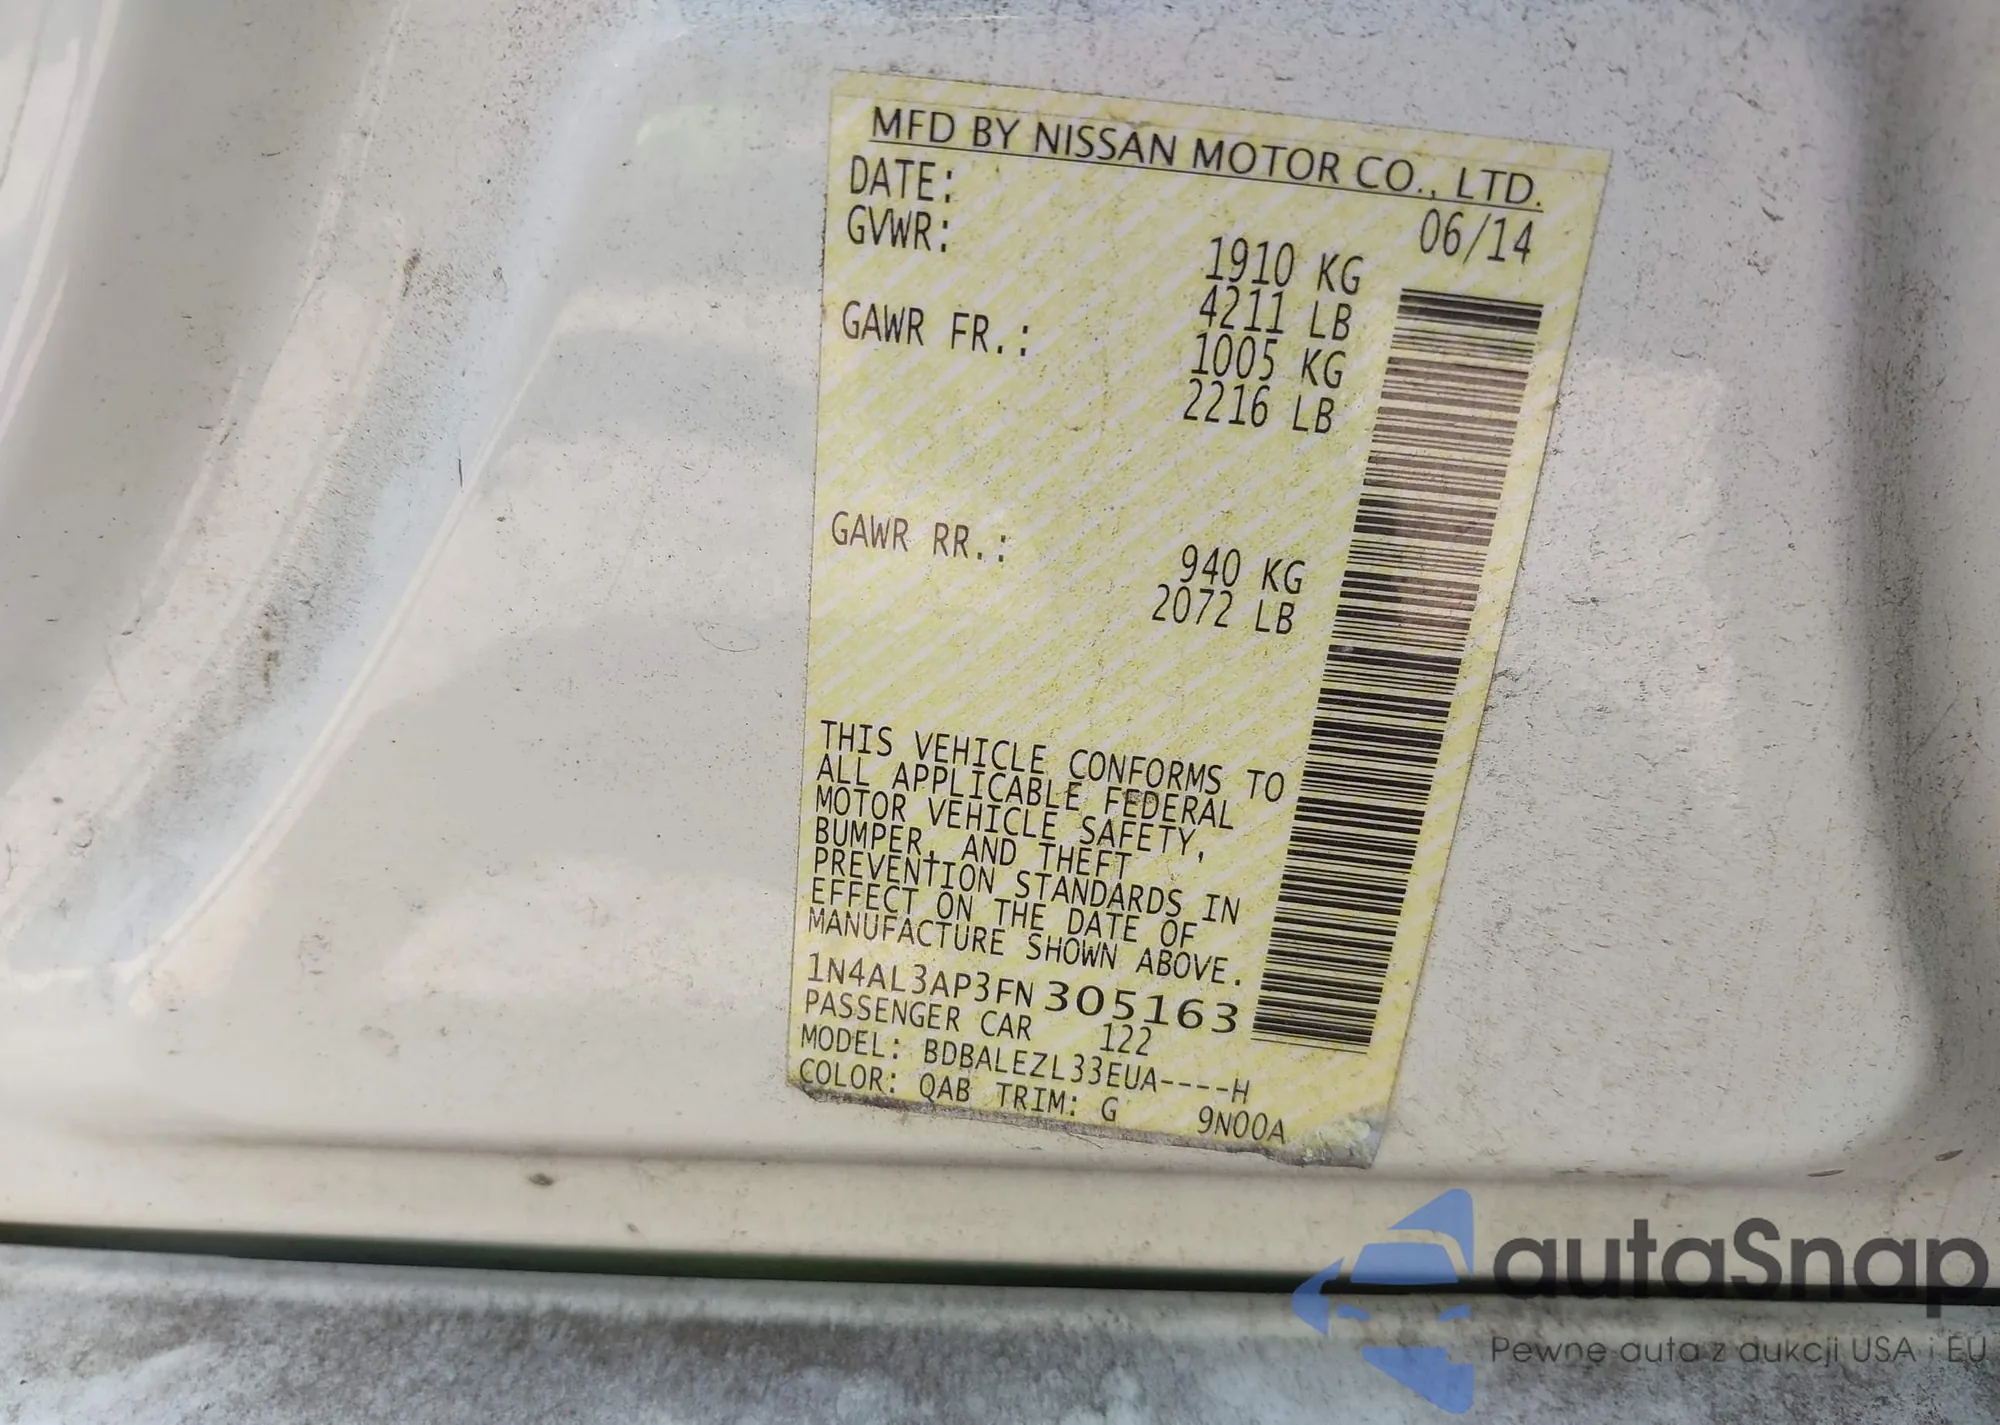 MFD BY NISSAN MOTOR CO., LTD.
DATE: 06/14
GVWR: 1910 KG
4211 LB
GAWR FR.: 1005 KG
2216 LB
GAWR RR.: 940 KG
2072 LB
THIS VEHICLE CONFORMS TO
ALL APPLICABLE FEDERAL
MOTOR VEHICLE SAFETY,
BUMPER, AND THEFT
PREVENTION STANDARDS IN
EFFECT ON THE DATE OF
MANUFACTURE SHOWN ABOVE.
1N4AL3AP3FN305163
PASSENGER CAR 122
MODEL: BDBALEZL33EUA----H
COLOR: QAB TRIM: G 9N00A
autaSnap
Pewne auta z dukcji USA i EU